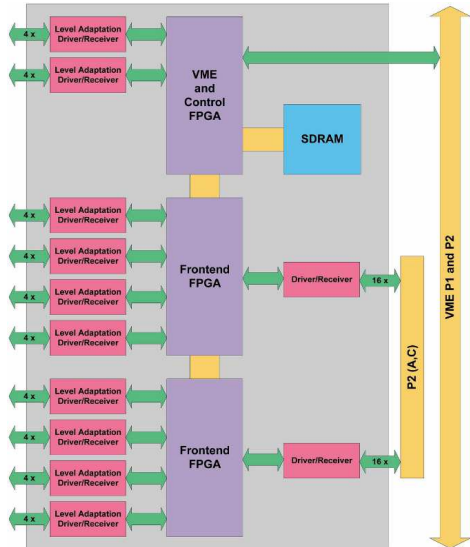 4 x
Level Adaptation
Driver/Receiver
4 x
Level Adaptation
Driver/Receiver
VME
and
Control
FPGA
SDRAM
4 x
Level Adaptation
Driver/Receiver
4 x
Level Adaptation
Driver/Receiver
4 x
Level Adaptation
Driver/Receiver
4 x
Level Adaptation
Driver/Receiver
Frontend
FPGA
Driver/Receiver
16 x
4 x
Level Adaptation
Driver/Receiver
4 x
Level Adaptation
Driver/Receiver
4 x
Level Adaptation
Driver/Receiver
4 x
Level Adaptation
Driver/Receiver
Frontend
FPGA
Driver/Receiver
16 x
P2 (A,C)
VME P1 and P2